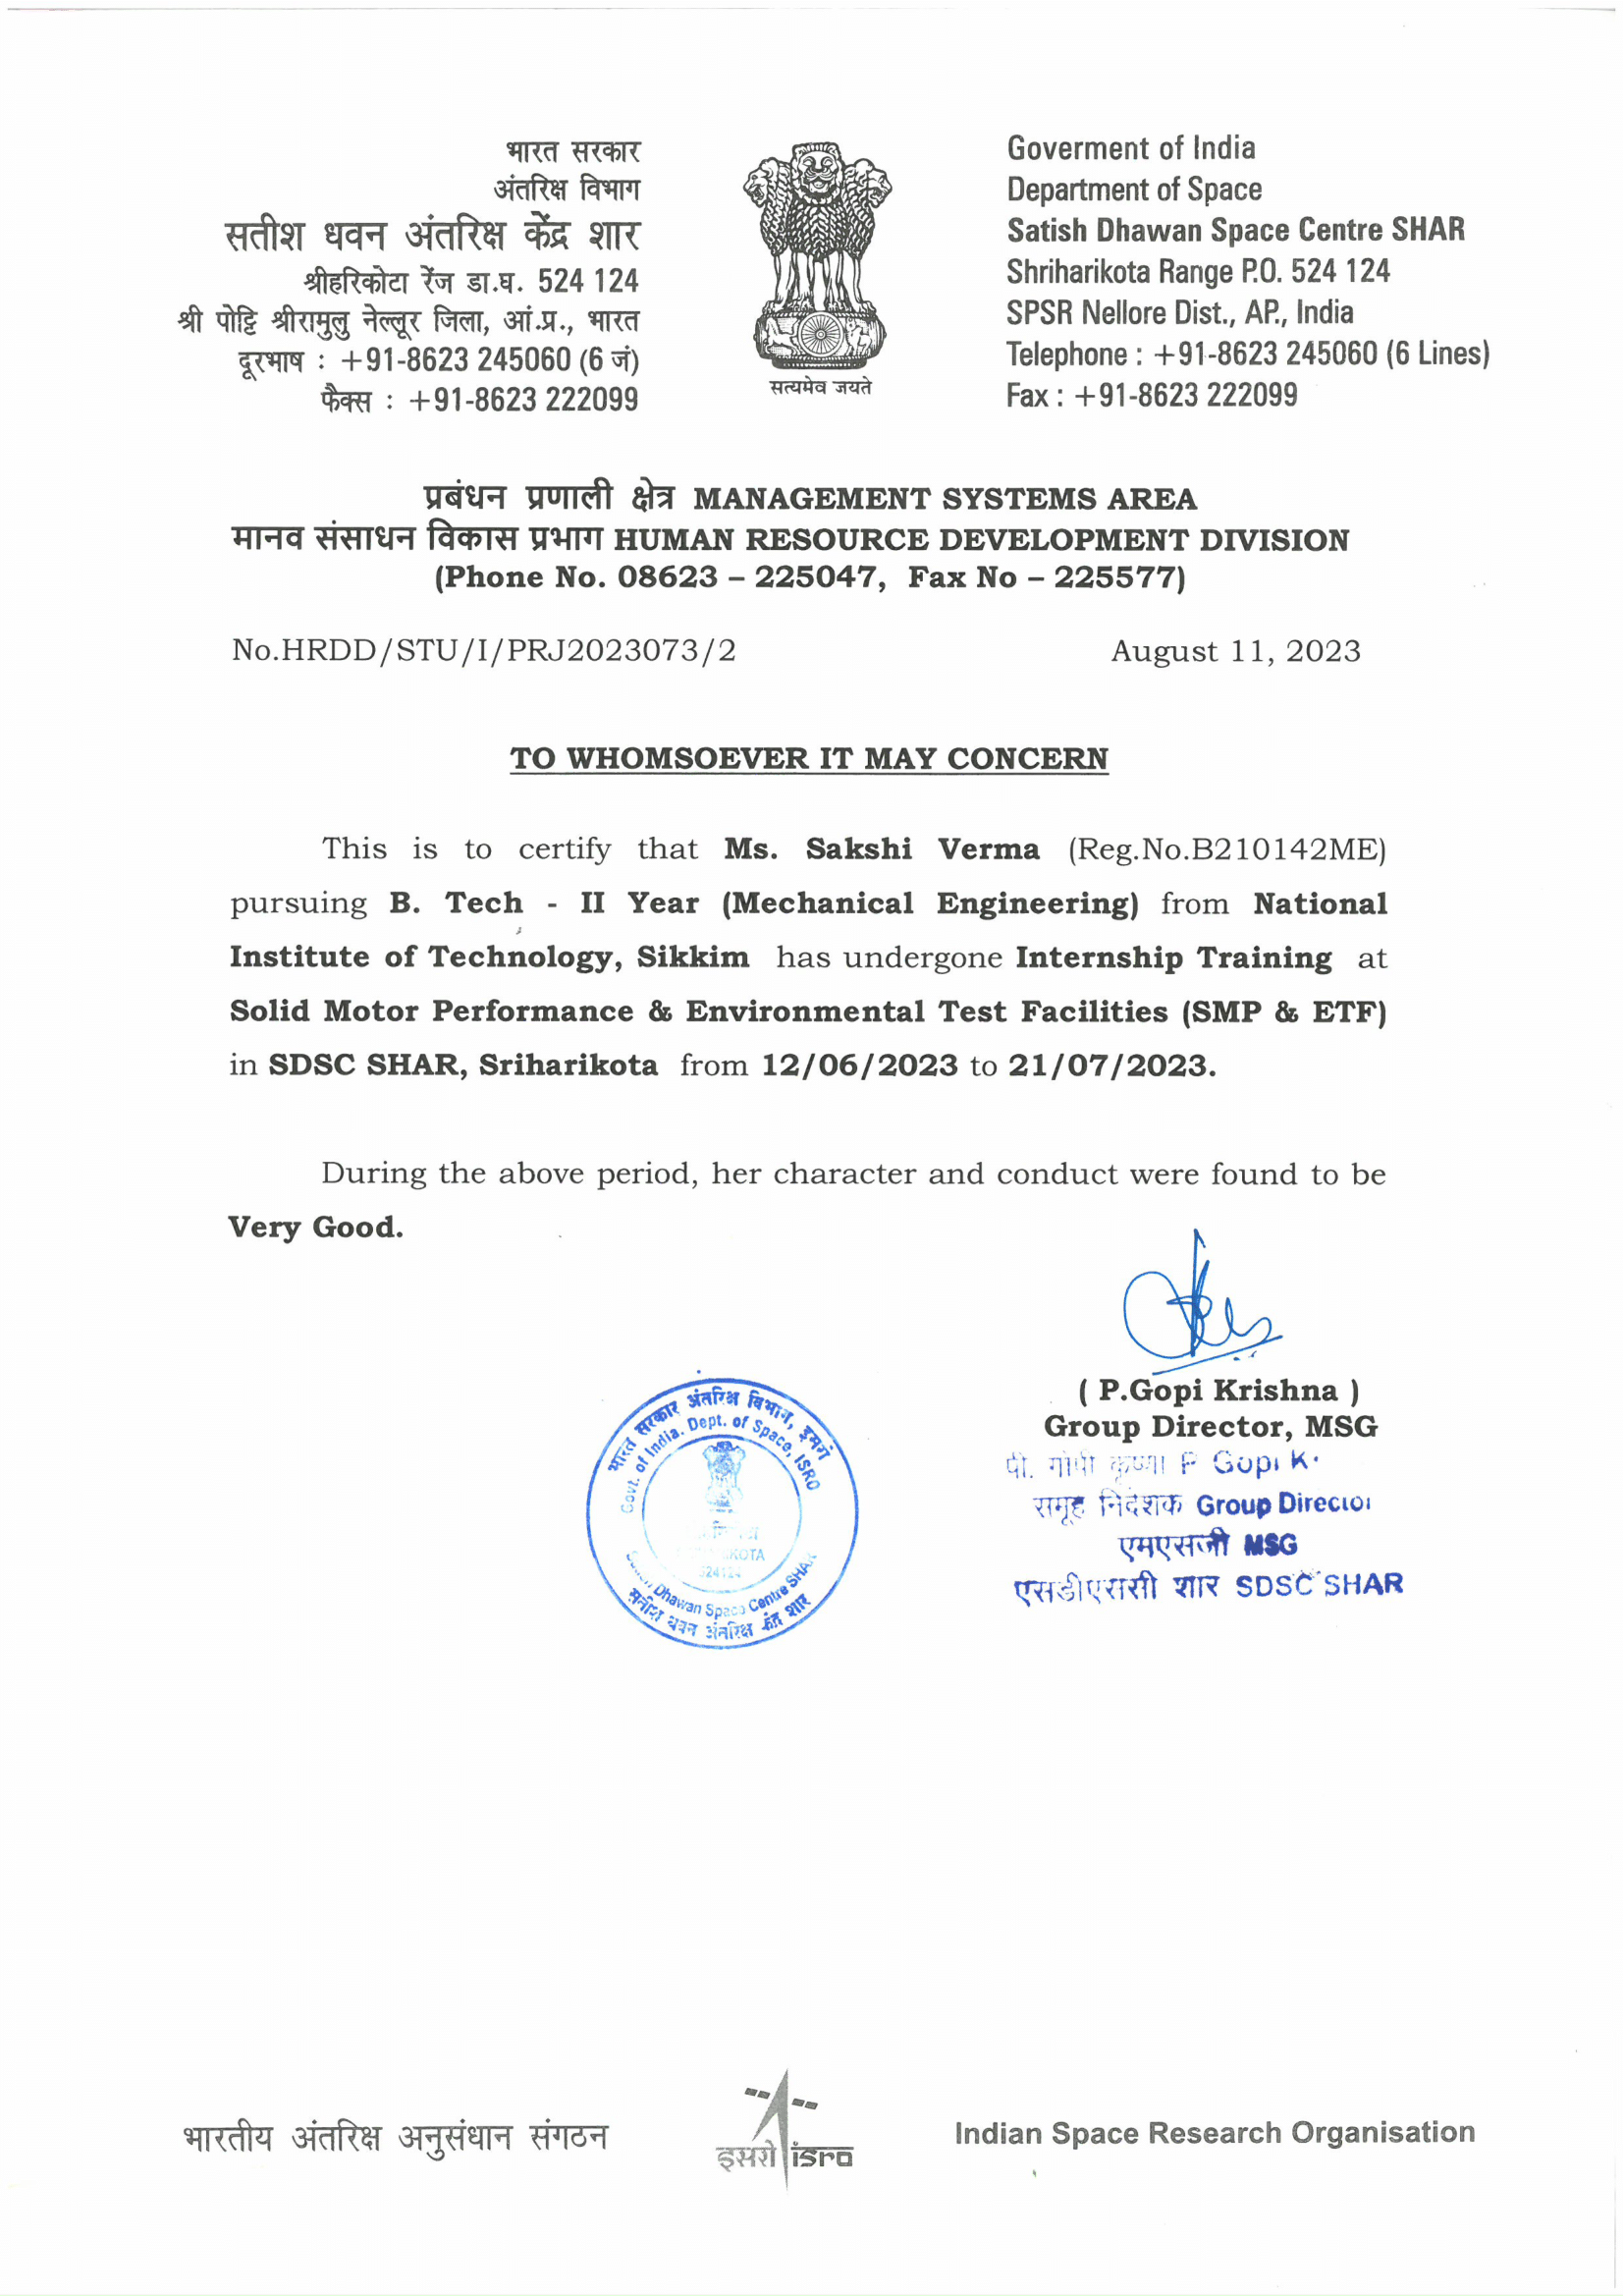 भारत सरकार
अंतरिक्ष विभाग
सतीश धवन अंतरिक्ष केंद्र शार
श्रीहरिकोटा रेंज डा.घ. 524 124
श्री पोट्टि श्रीरामुलु नेल्लूर जिला, आं.प्र., भारत
दूरभाष : +91-8623 245060 (6 जं)
फैक्स : +91-8623 222099
सत्यमेव जयते
Goverment of India
Department of Space
Satish Dhawan Space Centre SHAR
Shriharikota Range P.O. 524 124
SPSR Nellore Dist., AP., India
Telephone : +91-8623 245060 (6 Lines)
Fax : +91-8623 222099
प्रबंधन प्रणाली क्षेत्र MANAGEMENT SYSTEMS AREA
मानव संसाधन विकास प्रभाग HUMAN RESOURCE DEVELOPMENT DIVISION
(Phone No. 08623 – 225047, Fax No – 225577)
No.HRDD/STU/I/PRJ2023073/2 August 11, 2023
TO WHOMSOEVER IT MAY CONCERN
This is to certify that Ms. Sakshi Verma (Reg.No.B210142ME)
pursuing B. Tech - II Year (Mechanical Engineering) from National
Institute of Technology, Sikkim has undergone Internship Training at
Solid Motor Performance & Environmental Test Facilities (SMP & ETF)
in SDSC SHAR, Sriharikota from 12/06/2023 to 21/07/2023.
During the above period, her character and conduct were found to be
Very Good.
( P.Gopi Krishna )
Group Director, MSG
पी. गोपी कृष्णा P Gopi K
समूह निदेशक Group Director
एमएसजी MSG
एसडीएससी शार SDSC SHAR
भारत सरकार अंतरिक्ष विभाग,
Govt. of India. Dept. of Space, ISRO
Dhawan Space Centre SHAR
सतीश धवन अंतरिक्ष केंद्र शार
भारतीय अंतरिक्ष अनुसंधान संगठन
इसरो isro
Indian Space Research Organisation